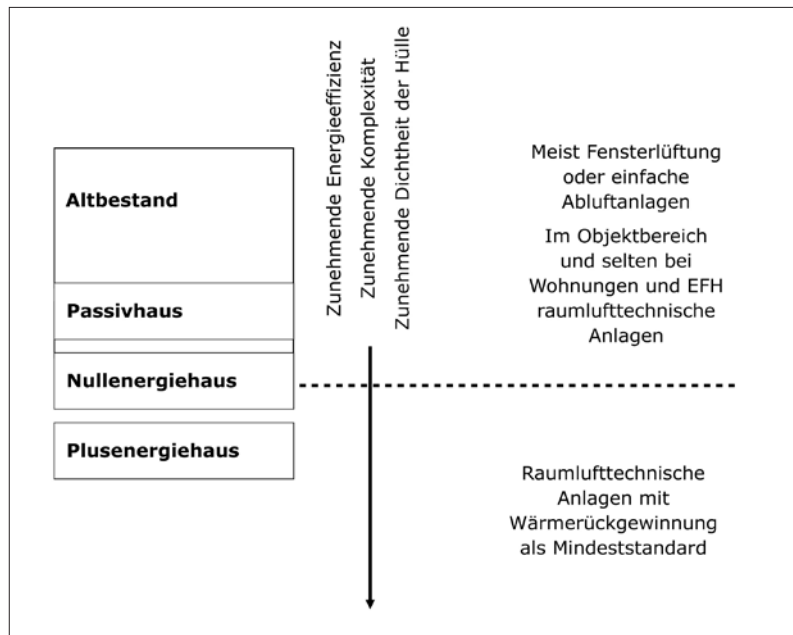 Altbestand
Passivhaus
Nullenergiehaus
Plusenergiehaus
Zunehmende Energieeffizienz
Zunehmende Komplexität
Zunehmende Dichtheit der Hülle
Meist Fensterlüftung
oder einfache
Abluftanlagen
Im Objektbereich
und selten bei
Wohnungen und EFH
raumlufttechnische
Anlagen
Raumlufttechnische
Anlagen mit
Wärmerückgewinnung
als Mindeststandard